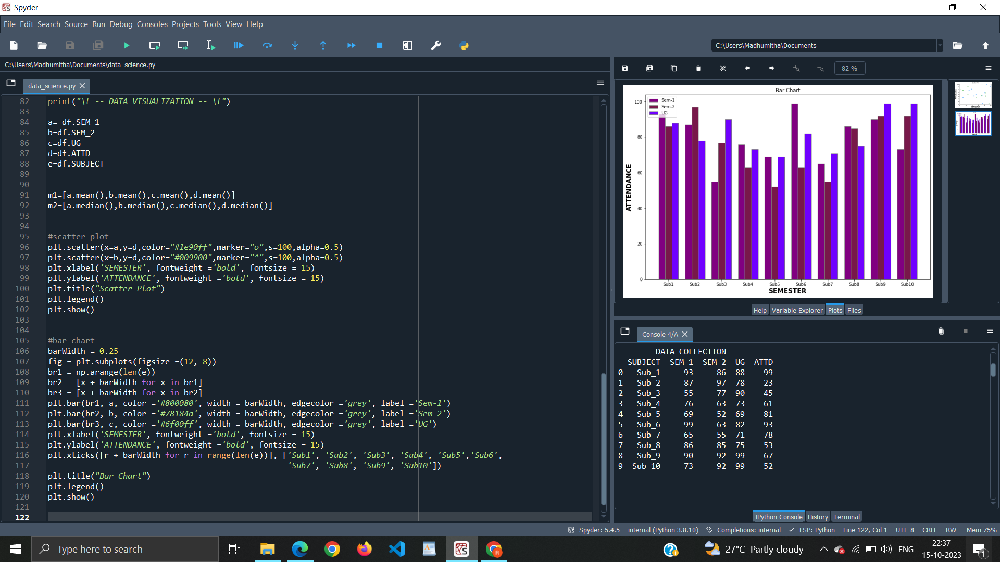 Spyder
File Edit Search Source Run Debug Consoles Projects Tools View Help
C:\Users\Madhumitha\Documents
C:\Users\Madhumitha\Documents\data_science.py
data_science.py
82 print("\t -- DATA VISUALIZATION -- \t")
83
84 a= df.SEM_1
85 b=df.SEM_2
86 c=df.UG
87 d=df.ATTD
88 e=df.SUBJECT
89
90
91 m1=[a.mean(),b.mean(),c.mean(),d.mean()]
92 m2=[a.median(),b.median(),c.median(),d.median()]
93
94
95 #scatter plot
96 plt.scatter(x=a,y=d,color="#1e90ff",marker="o",s=100,alpha=0.5)
97 plt.scatter(x=b,y=d,color="#009900",marker="^",s=100,alpha=0.5)
98 plt.xlabel('SEMESTER', fontweight ='bold', fontsize = 15)
99 plt.ylabel('ATTENDANCE', fontweight ='bold', fontsize = 15)
100 plt.title("Scatter Plot")
101 plt.legend()
102 plt.show()
103
104
105 #bar chart
106 barWidth = 0.25
107 fig = plt.subplots(figsize =(12, 8))
108 br1 = np.arange(len(e))
109 br2 = [x + barWidth for x in br1]
110 br3 = [x + barWidth for x in br2]
111 plt.bar(br1, a, color ='#800080', width = barWidth, edgecolor ='grey', label ='Sem-1')
112 plt.bar(br2, b, color ='#78184a', width = barWidth, edgecolor ='grey', label ='Sem-2')
113 plt.bar(br3, c, color ='#6f00ff', width = barWidth, edgecolor ='grey', label ='UG')
114 plt.xlabel('SEMESTER', fontweight ='bold', fontsize = 15)
115 plt.ylabel('ATTENDANCE', fontweight ='bold', fontsize = 15)
116 plt.xticks([r + barWidth for r in range(len(e))], ['Sub1', 'Sub2', 'Sub3', 'Sub4', 'Sub5','Sub6',
117 'Sub7', 'Sub8', 'Sub9', 'Sub10'])
118 plt.title("Bar Chart")
119 plt.legend()
120 plt.show()
121
122
82 %
Bar Chart
Sem-1
Sem-2
UG
100
80
60
40
20
0
ATTENDANCE
Sub1 Sub2 Sub3 Sub4 Sub5 Sub6 Sub7 Sub8 Sub9 Sub10
SEMESTER
Help Variable Explorer Plots Files
Console 4/A
-- DATA COLLECTION --
SUBJECT SEM_1 SEM_2 UG ATTD
0 Sub_1 93 86 88 99
1 Sub_2 87 97 78 23
2 Sub_3 55 77 90 45
3 Sub_4 76 63 73 61
4 Sub_5 69 52 69 81
5 Sub_6 99 63 82 93
6 Sub_7 65 55 71 78
7 Sub_8 86 85 75 53
8 Sub_9 90 92 99 67
9 Sub_10 73 92 99 52
IPython Console History Terminal
Spyder: 5.4.5 internal (Python 3.8.10) Completions: internal LSP: Python Line 122, Col 1 UTF-8 CRLF RW Mem 75%
Type here to search
27°C Partly cloudy
ENG
22:37
15-10-2023
1